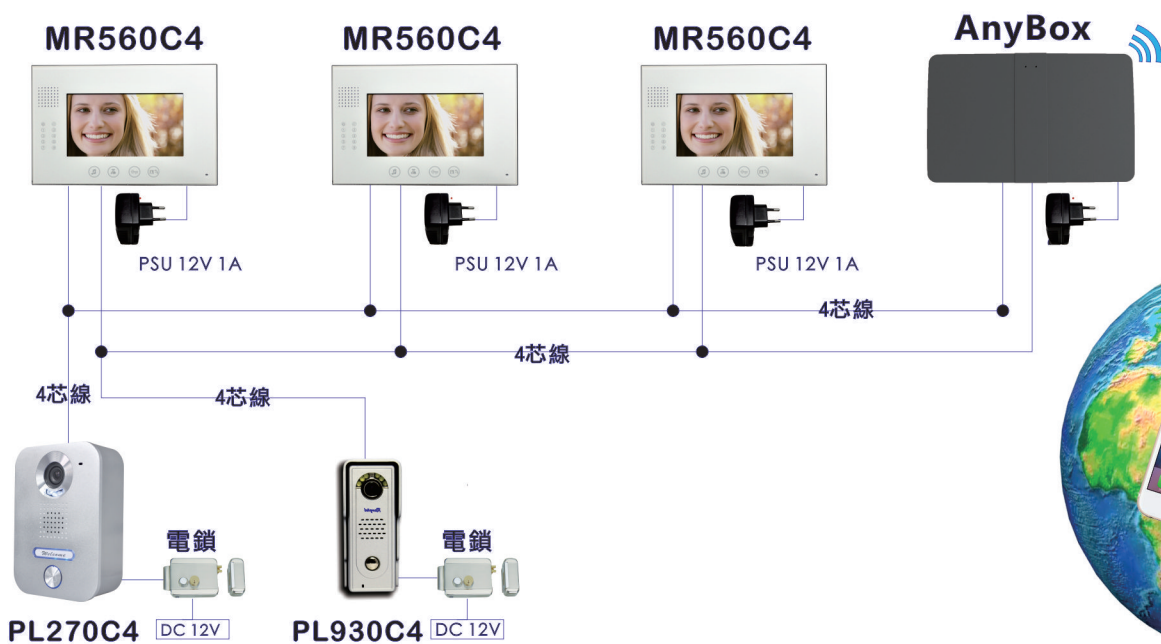 MR560C4
MR560C4
MR560C4
AnyBox
PSU 12V 1A
PSU 12V 1A
PSU 12V 1A
4芯線
4芯線
4芯線
4芯線
Welcome
電鎖
電鎖
PL270C4
DC 12V
PL930C4
DC 12V